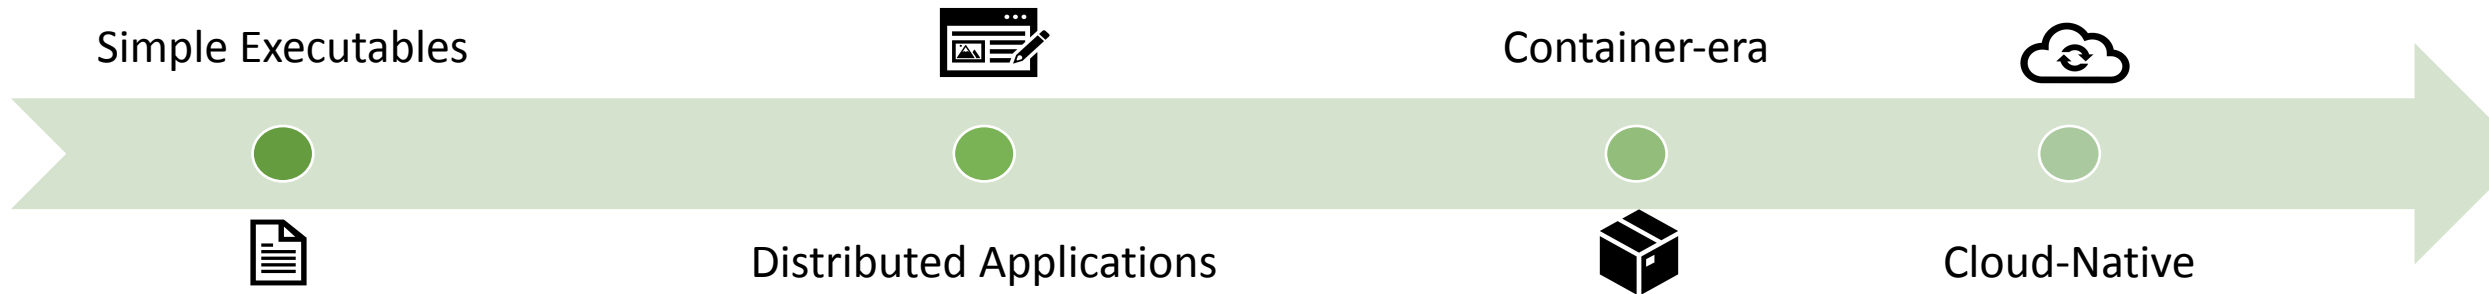 Simple Executables
Distributed Applications
Container-era
Cloud-Native